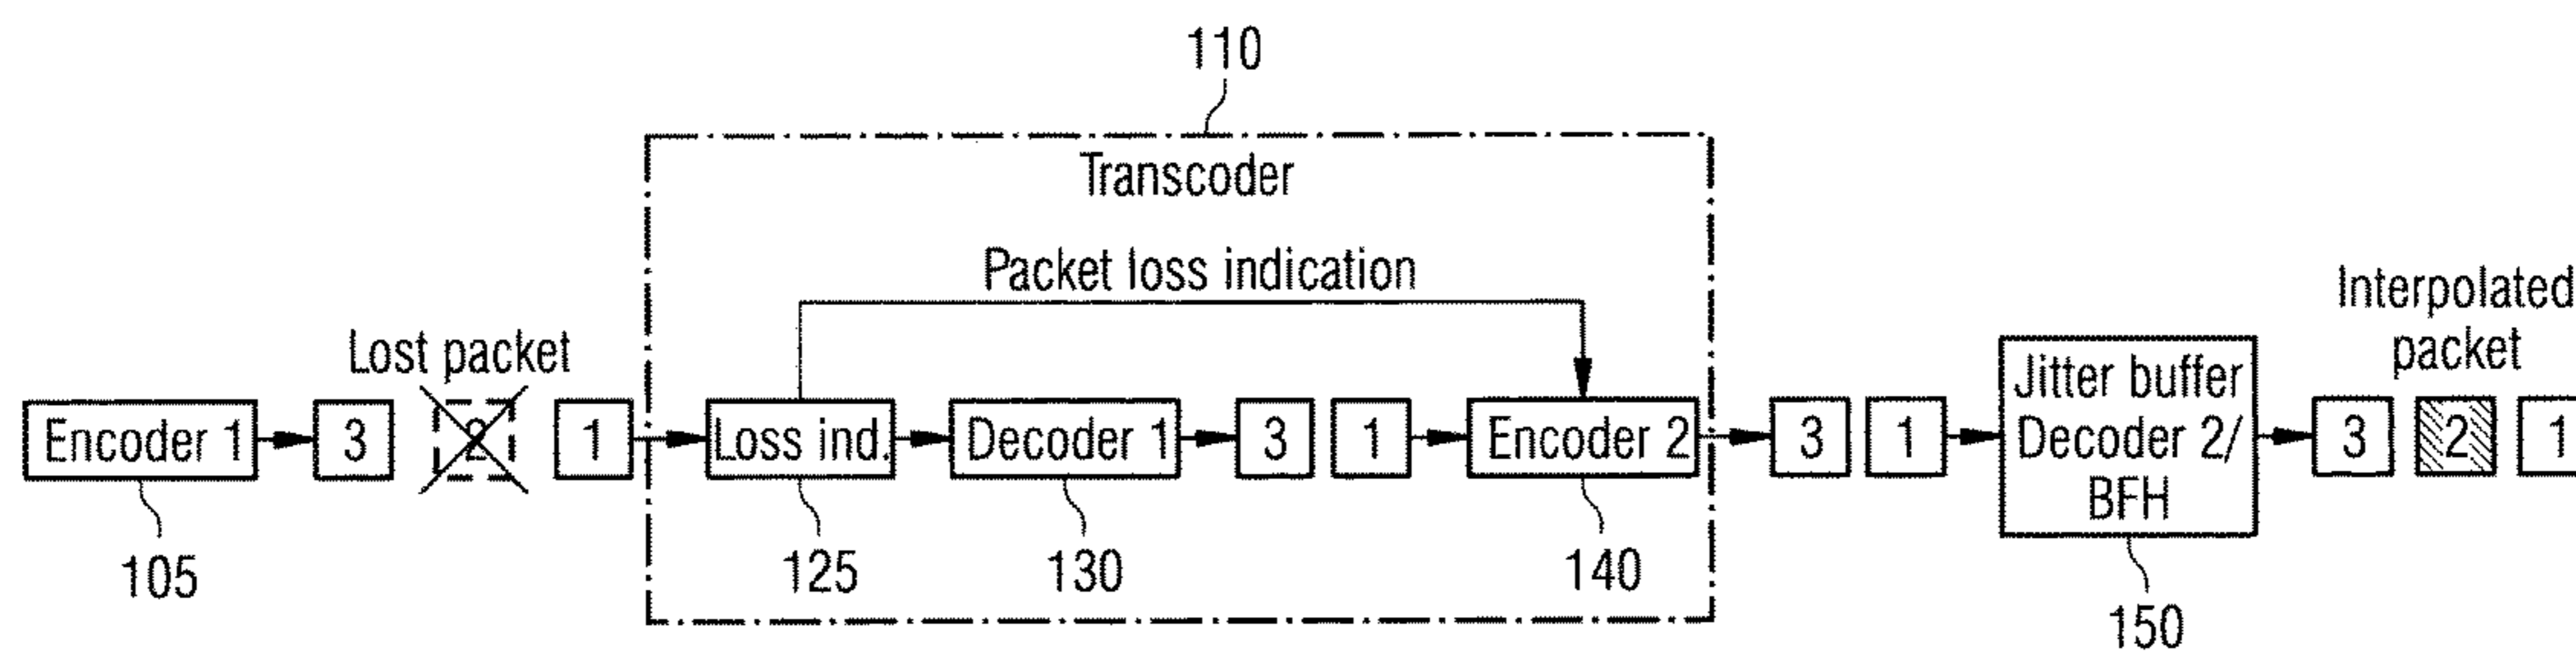 110
Transcoder
Packet loss indication
Lost packet
Interpolated
packet
Encoder 1
3
2
1
Loss ind.
Decoder 1
3
1
Encoder 2
3
1
Jitter buffer
Decoder 2/
BFH
3
2
1
105
125
130
140
150